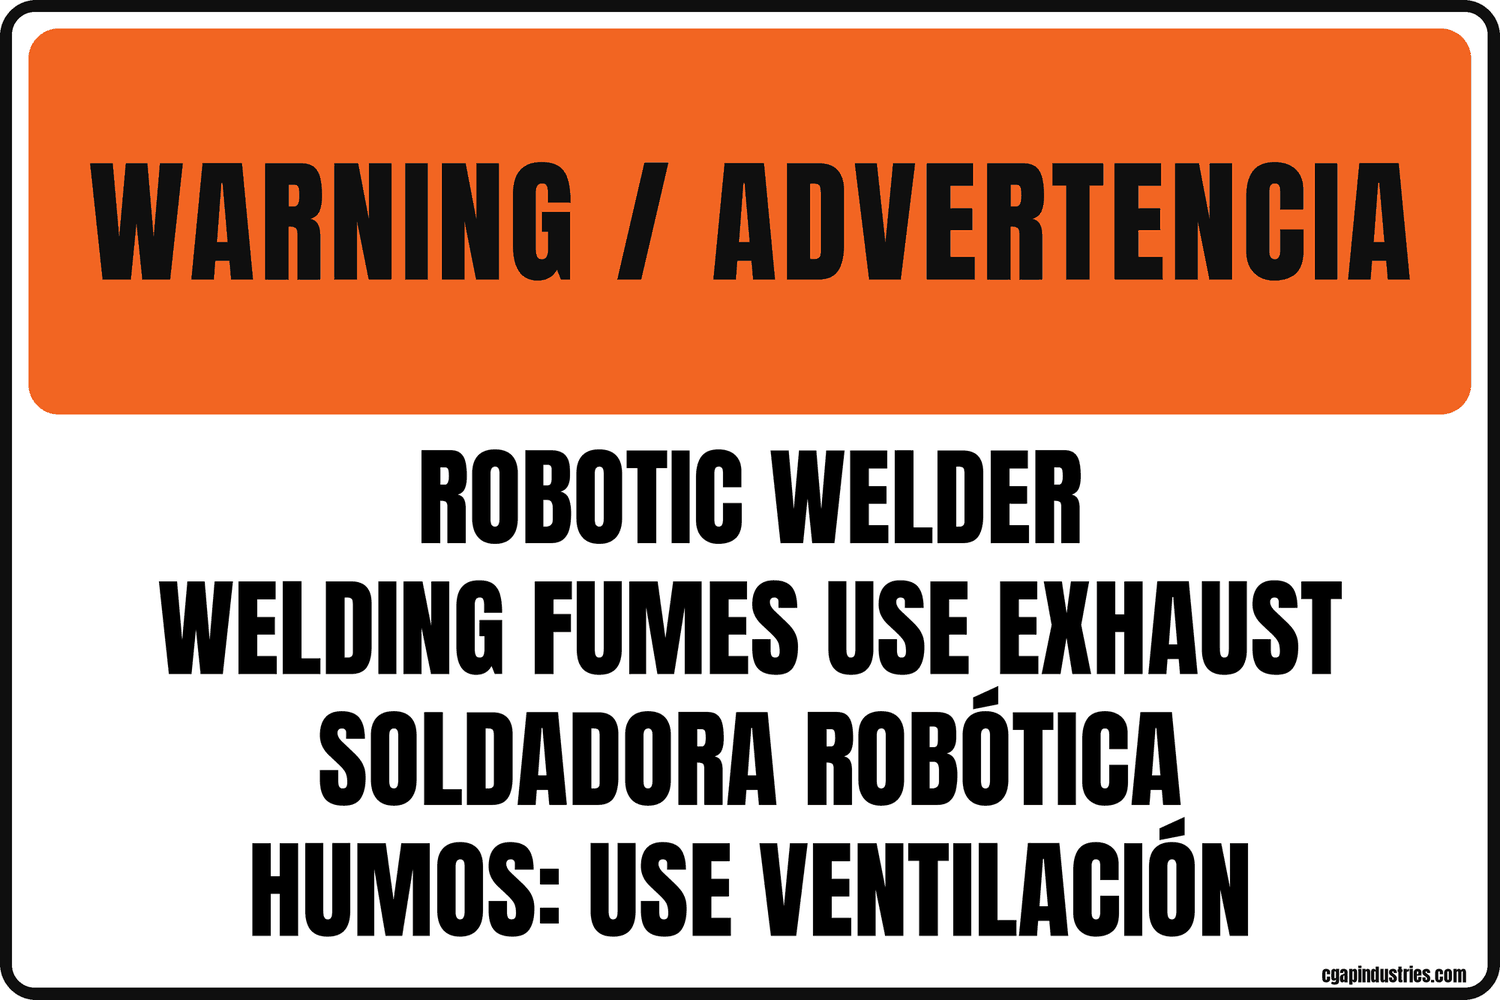 WARNING / ADVERTENCIA
ROBOTIC WELDER
WELDING FUMES USE EXHAUST
SOLDADORA ROBÓTICA
HUMOS: USE VENTILACIÓN
cgapindustries.com